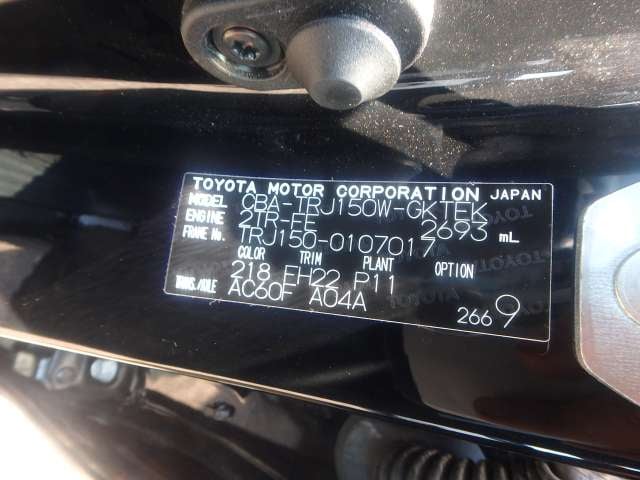 TOYOTA MOTOR CORPORATION JAPAN
MODEL CBA-TRJ150W-GKTEK
ENGINE 2TR-FE 2693 mL
FRAME No. TRJ150-0107017
COLOR TRIM PLANT OPTION
218 FH22 P11
TRANS./AXLE AC60F A04A
2669